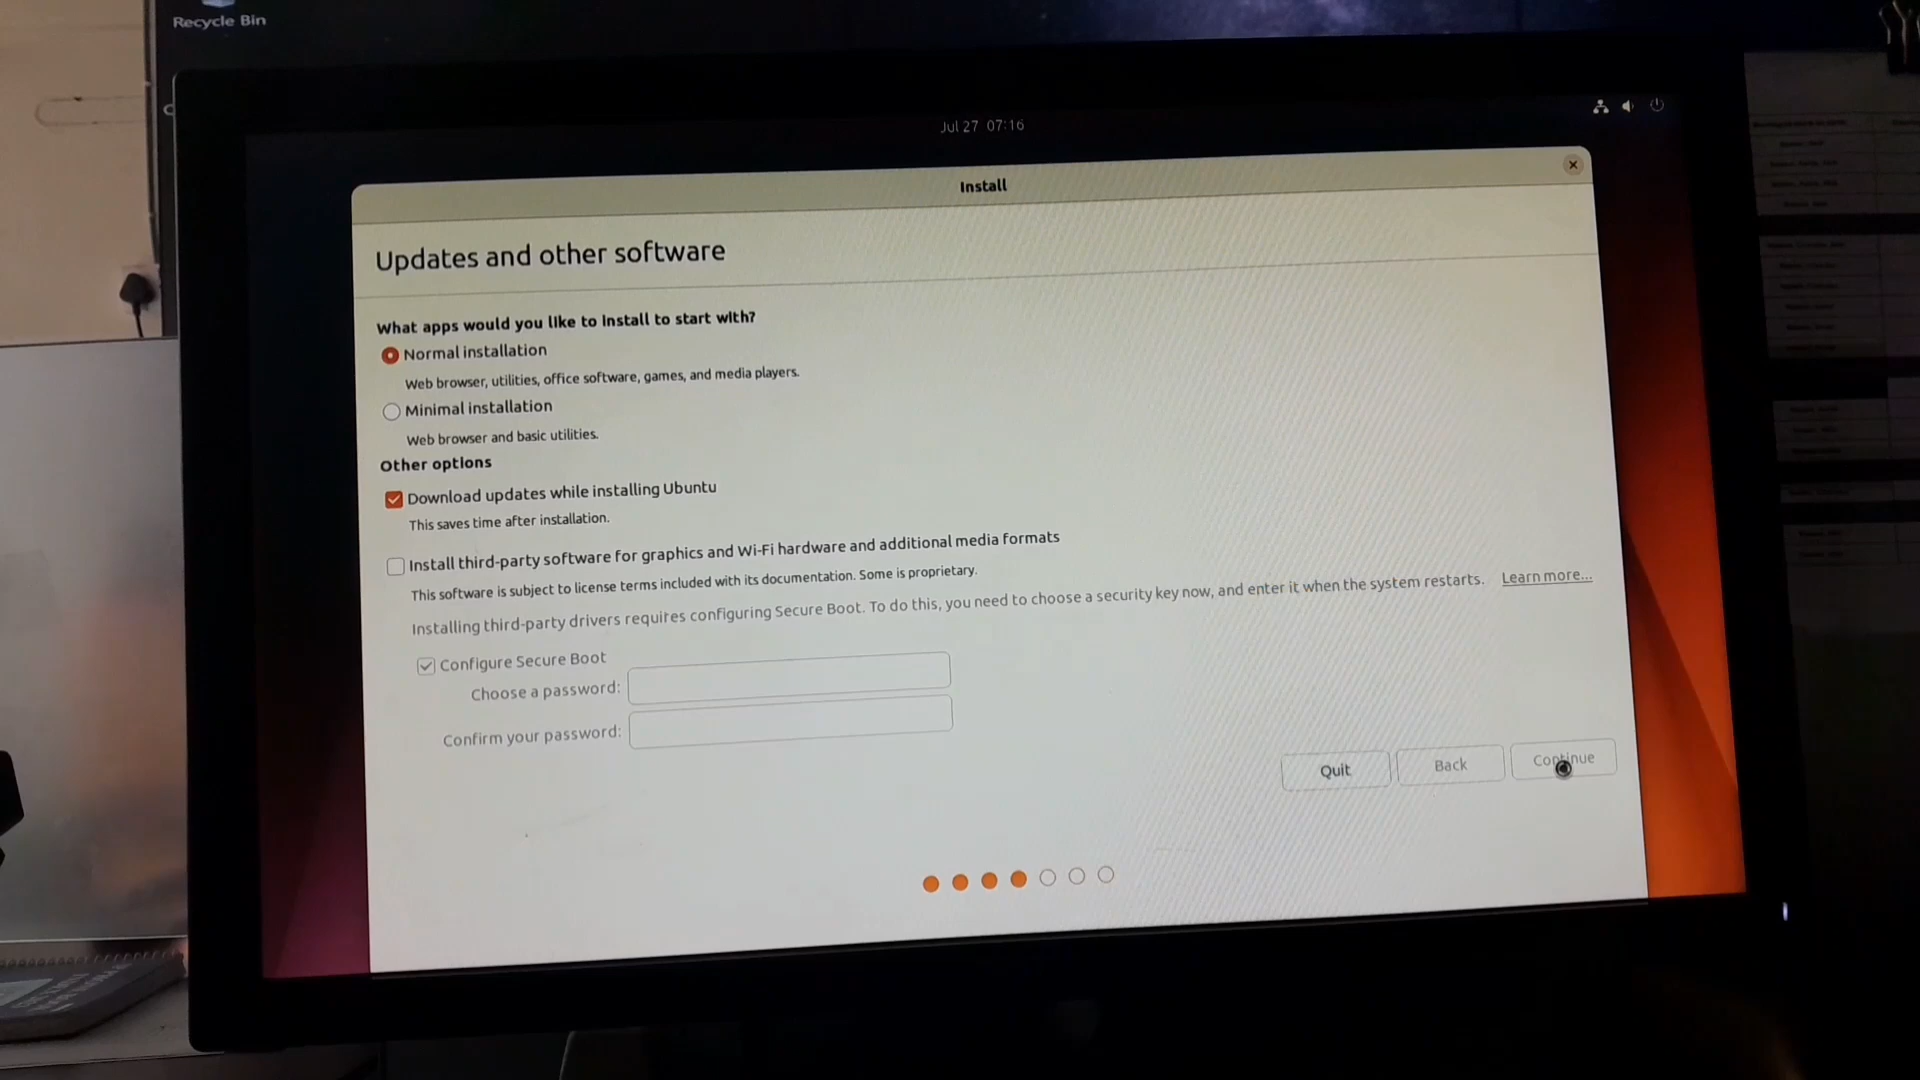 Recycle Bin
Jul 27 07:16
Install
Updates and other software
What apps would you like to install to start with?
Normal installation
Web browser, utilities, office software, games, and media players.
Minimal installation
Web browser and basic utilities.
Other options
Download updates while installing Ubuntu
This saves time after installation.
Install third-party software for graphics and Wi-Fi hardware and additional media formats
This software is subject to license terms included with its documentation. Some is proprietary.
Installing third-party drivers requires configuring Secure Boot. To do this, you need to choose a security key now, and enter it when the system restarts. Learn more...
Configure Secure Boot
Choose a password:
Confirm your password:
Quit Back Continue